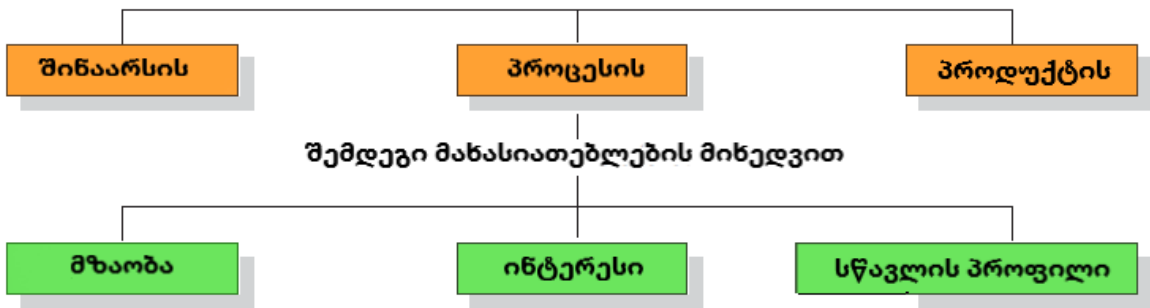 შინაარსის პროცესის პროდუქტის
შემდეგი მახასიათებლების მიხედვით
მზაობა ინტერესი სწავლის პროფილი